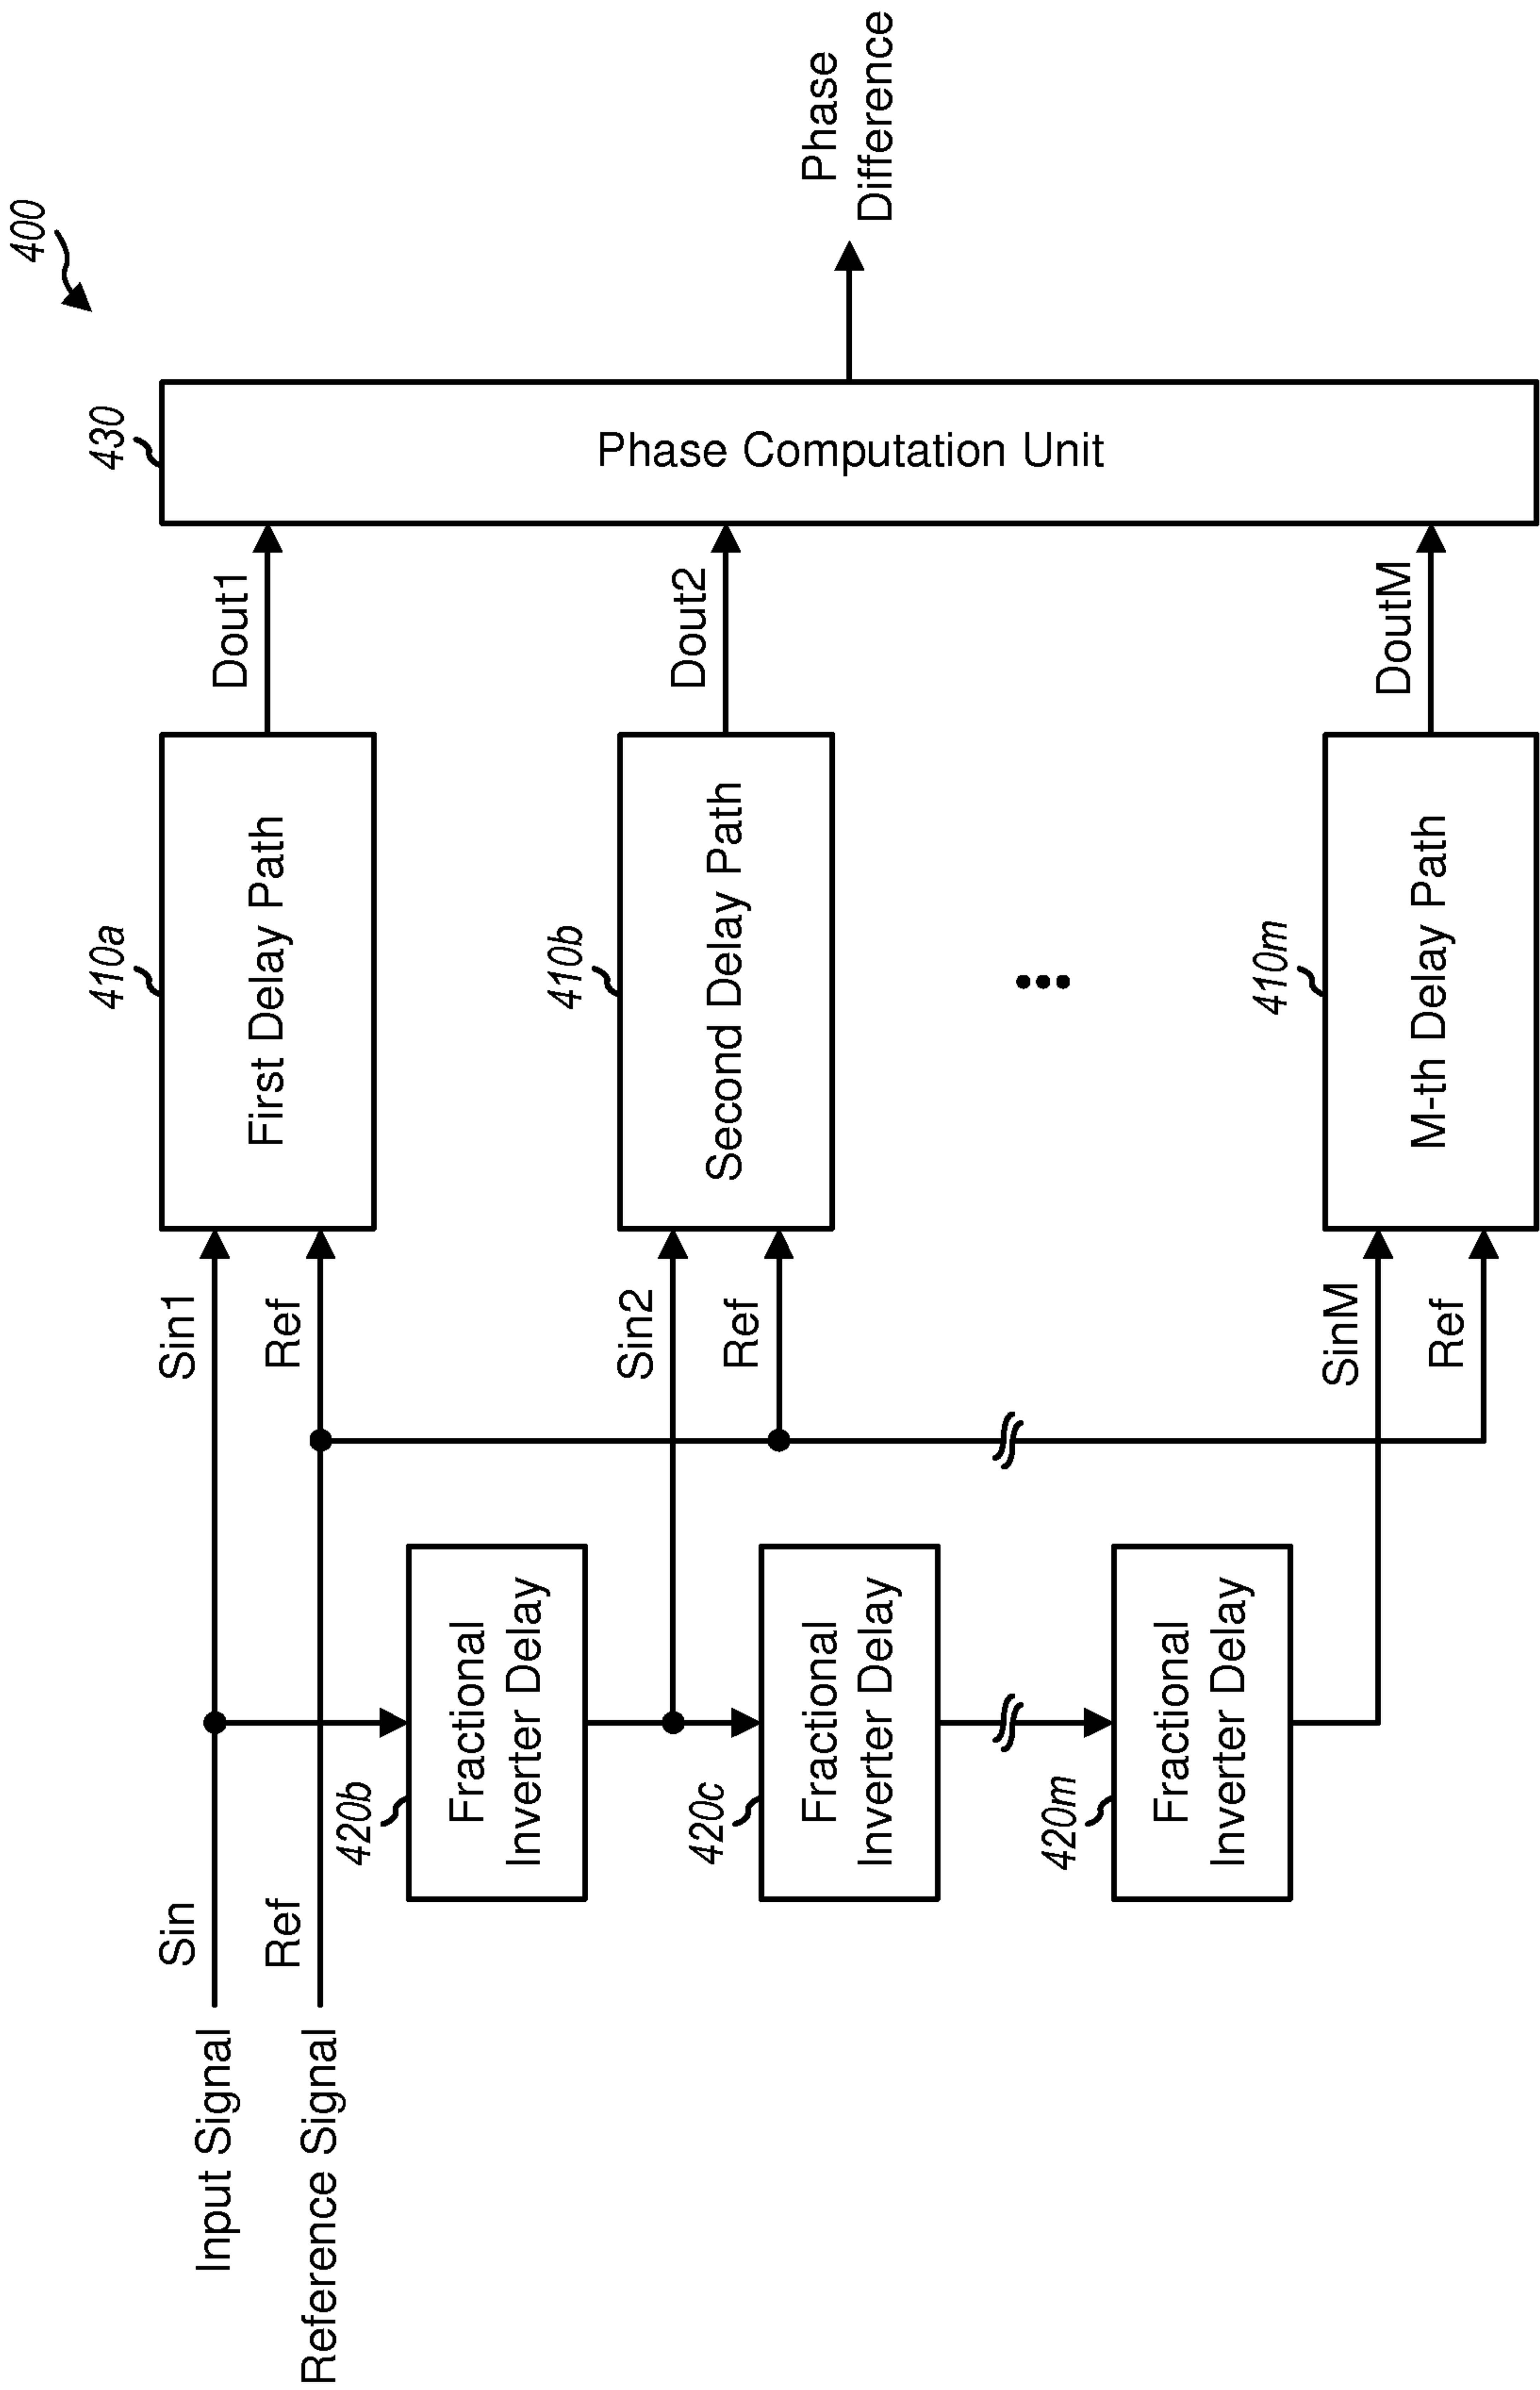 400
430
410a
Sin
Sin1
Dout1
Input Signal
First Delay Path
Ref
Ref
Reference Signal
Phase Computation Unit
420b
Fractional
Inverter Delay
410b
Sin2
Dout2
Second Delay Path
Ref
Phase
Difference
420c
Fractional
Inverter Delay
420m
Fractional
Inverter Delay
410m
SinM
DoutM
M-th Delay Path
Ref